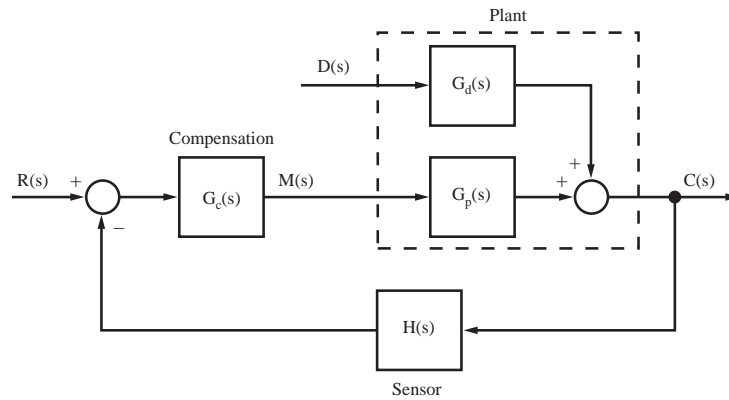 Plant
D(s)
G_d(s)
Compensation
+
R(s)
+
G_c(s)
M(s)
+
G_p(s)
C(s)
−
H(s)
Sensor